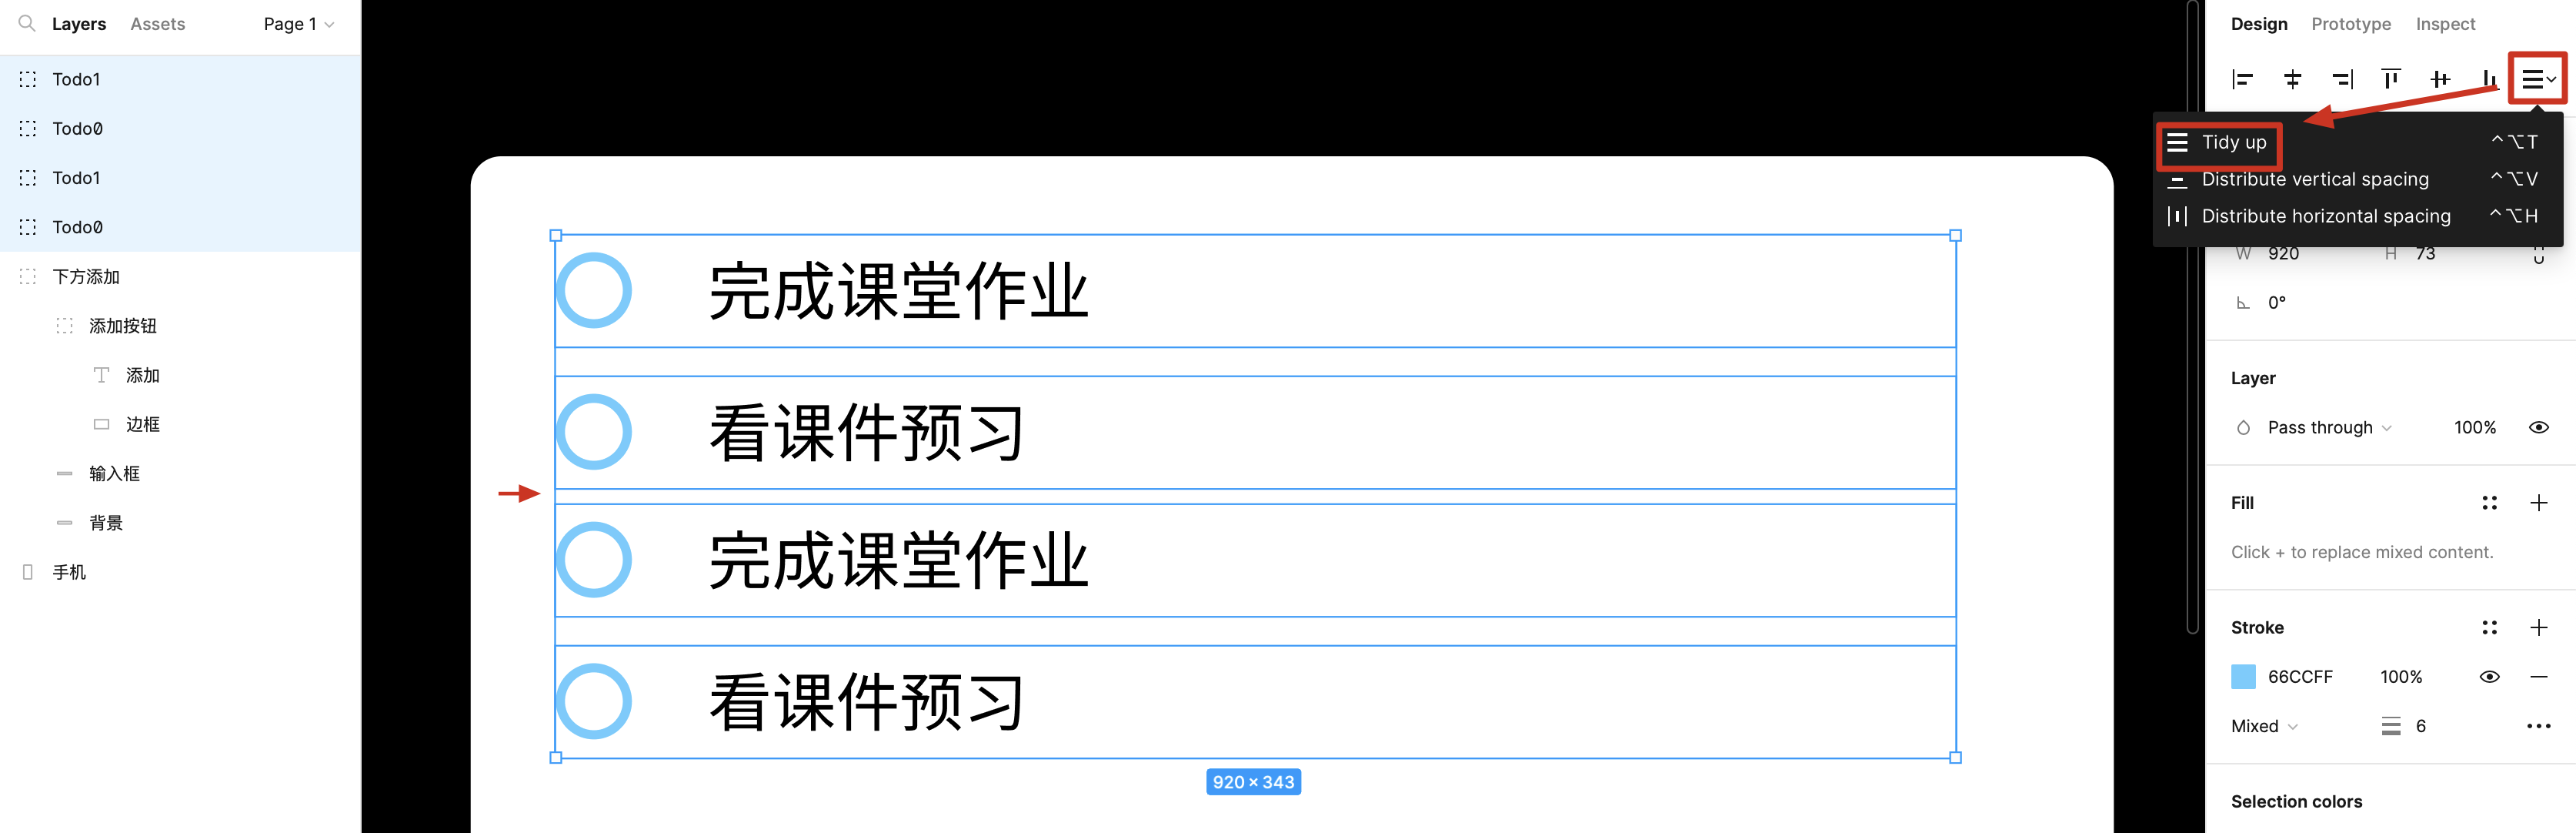 Layers Assets Page 1
Todo1
Todo0
Todo1
Todo0
下方添加
添加按钮
添加
边框
输入框
背景
手机
完成课堂作业
看课件预习
完成课堂作业
看课件预习
920 × 343
Design Prototype Inspect
Tidy up ^⌥T
Distribute vertical spacing ^⌥V
Distribute horizontal spacing ^⌥H
W 920 H 73
0°
Layer
Pass through 100%
Fill
Click + to replace mixed content.
Stroke
66CCFF 100%
Mixed 6
Selection colors